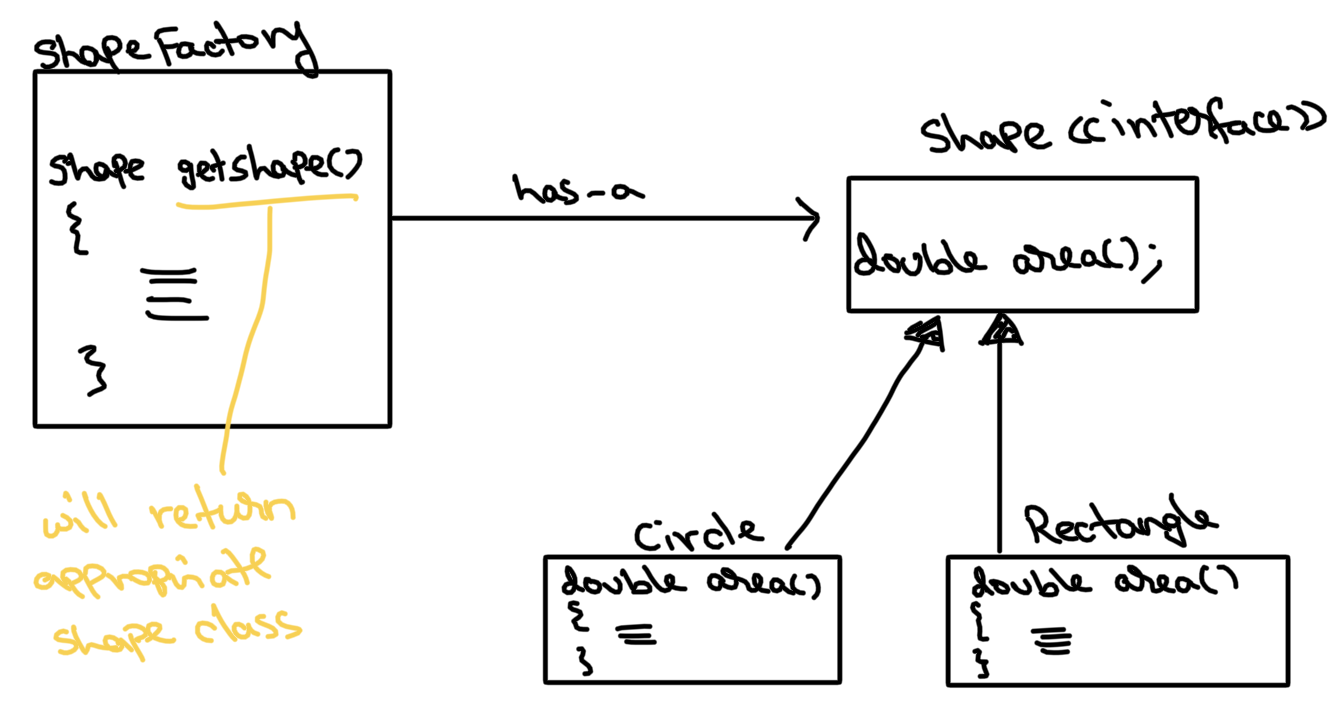 ShapeFactory
Shape getshape()
{
}
will return
appropriate
shape class
has-a
Shape <<interface>>
double area();
Circle
double area()
{
}
Rectangle
double area()
{
}